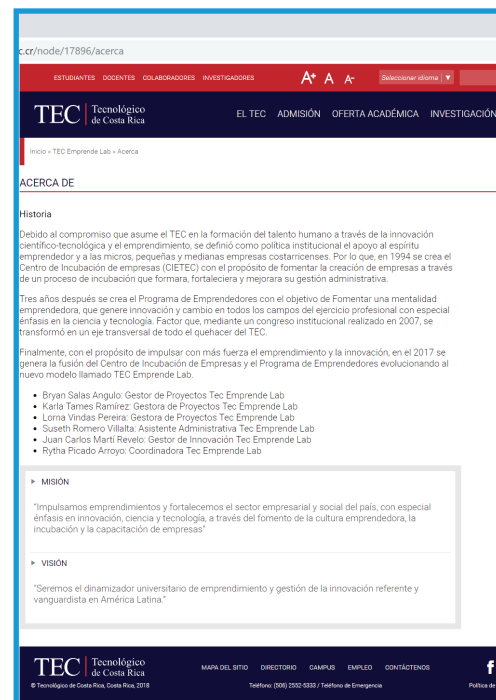 c.cr/node/17896/acerca
ESTUDIANTES DOCENTES COLABORADORES INVESTIGADORES A+ A A- Seleccionar idioma ▼
TEC Tecnológico
de Costa Rica
EL TEC ADMISIÓN OFERTA ACADÉMICA INVESTIGACIÓN
Inicio » TEC Emprende Lab » Acerca
ACERCA DE
Historia
Debido al compromiso que asume el TEC en la formación del talento humano a través de la innovación
científico-tecnológica y el emprendimiento, se definió como política institucional el apoyo al espíritu
emprendedor y a las micros, pequeñas y medianas empresas costarricenses. Por lo que, en 1994 se crea el
Centro de Incubación de empresas (CIETEC) con el propósito de fomentar la creación de empresas a través
de un proceso de incubación que formara, fortaleciera y mejorara su gestión administrativa.
Tres años después se crea el Programa de Emprendedores con el objetivo de Fomentar una mentalidad
emprendedora, que genere innovación y cambio en todos los campos del ejercicio profesional con especial
énfasis en la ciencia y tecnología. Factor que, mediante un congreso institucional realizado en 2007, se
transformó en un eje transversal de todo el quehacer del TEC.
Finalmente, con el propósito de impulsar con más fuerza el emprendimiento y la innovación, en el 2017 se
genera la fusión del Centro de Incubación de Empresas y el Programa de Emprendedores evolucionando al
nuevo modelo llamado TEC Emprende Lab.
• Bryan Salas Angulo: Gestor de Proyectos Tec Emprende Lab
• Karla Tames Ramírez: Gestora de Proyectos Tec Emprende Lab
• Lorna Vindas Pereira: Gestora de Proyectos Tec Emprende Lab
• Suseth Romero Villalta: Asistente Administrativa Tec Emprende Lab
• Juan Carlos Martí Revelo: Gestor de Innovación Tec Emprende Lab
• Rytha Picado Arroyo: Coordinadora Tec Emprende Lab
MISIÓN
"Impulsamos emprendimientos y fortalecemos el sector empresarial y social del país, con especial
énfasis en innovación, ciencia y tecnología, a través del fomento de la cultura emprendedora, la
incubación y la capacitación de empresas"
VISIÓN
"Seremos el dinamizador universitario de emprendimiento y gestión de la innovación referente y
vanguardista en América Latina."
TEC Tecnológico
de Costa Rica
MAPA DEL SITIO DIRECTORIO CAMPUS EMPLEO CONTÁCTENOS f
© Tecnológico de Costa Rica, Costa Rica, 2018 Teléfono: (506) 2552-5333 / Teléfono de Emergencia Política de